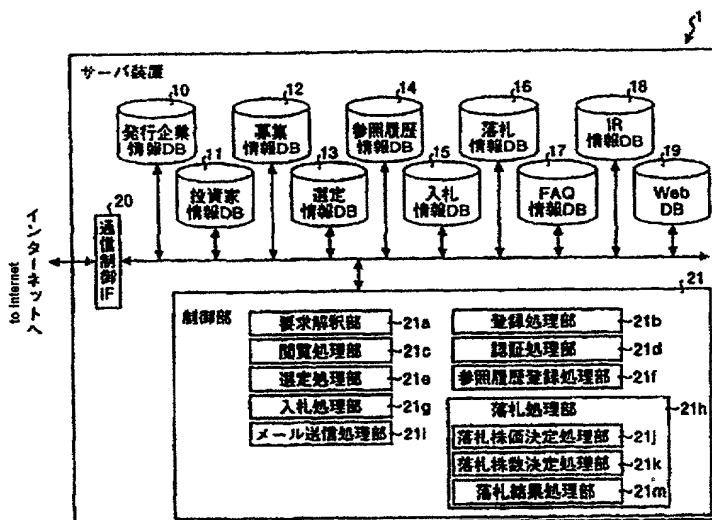 1
サーバ装置
10
12
14
16
18
発行企業
情報DB
募集
情報DB
参照履歴
情報DB
落札
情報DB
IR
情報DB
11
13
15
17
19
投資家
情報DB
選定
情報DB
入札
情報DB
FAQ
情報DB
Web
DB
20
通信制御IF
インターネットへ
to Internet
21
制御部
要求解釈部 21a
登録処理部 21b
閲覧処理部 21c
認証処理部 21d
選定処理部 21e
参照履歴登録処理部 21f
入札処理部 21g
落札処理部 21h
メール送信処理部 21i
落札株価決定処理部 21j
落札株数決定処理部 21k
落札結果処理部 21m